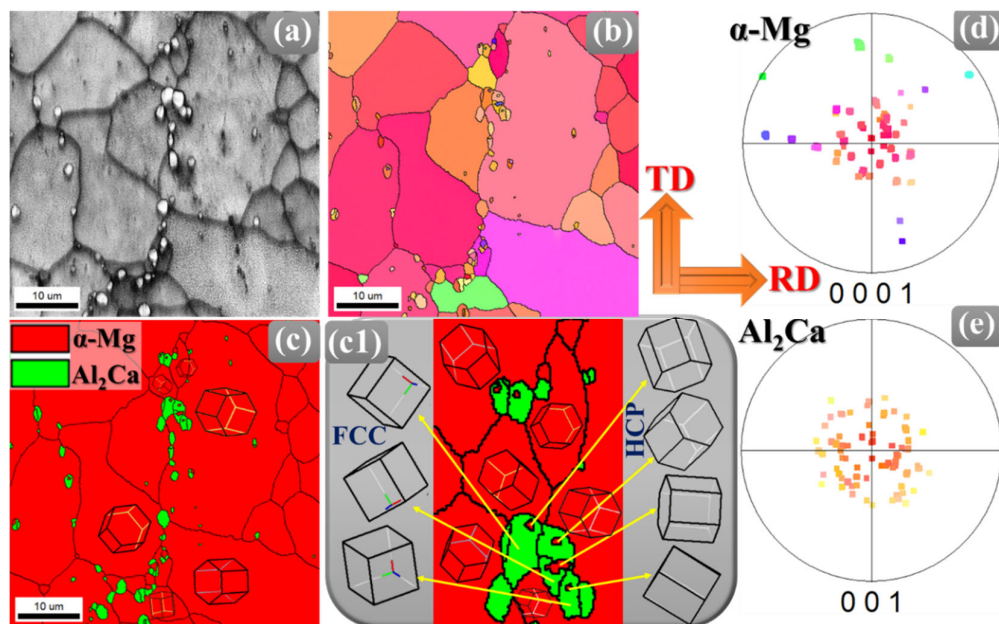 (a)
10 um
(b)
10 um
α-Mg
(d)
TD
RD
0 0 0 1
α-Mg
Al₂Ca
(c)
10 um
(c1)
FCC
HCP
Al₂Ca
(e)
0 0 1